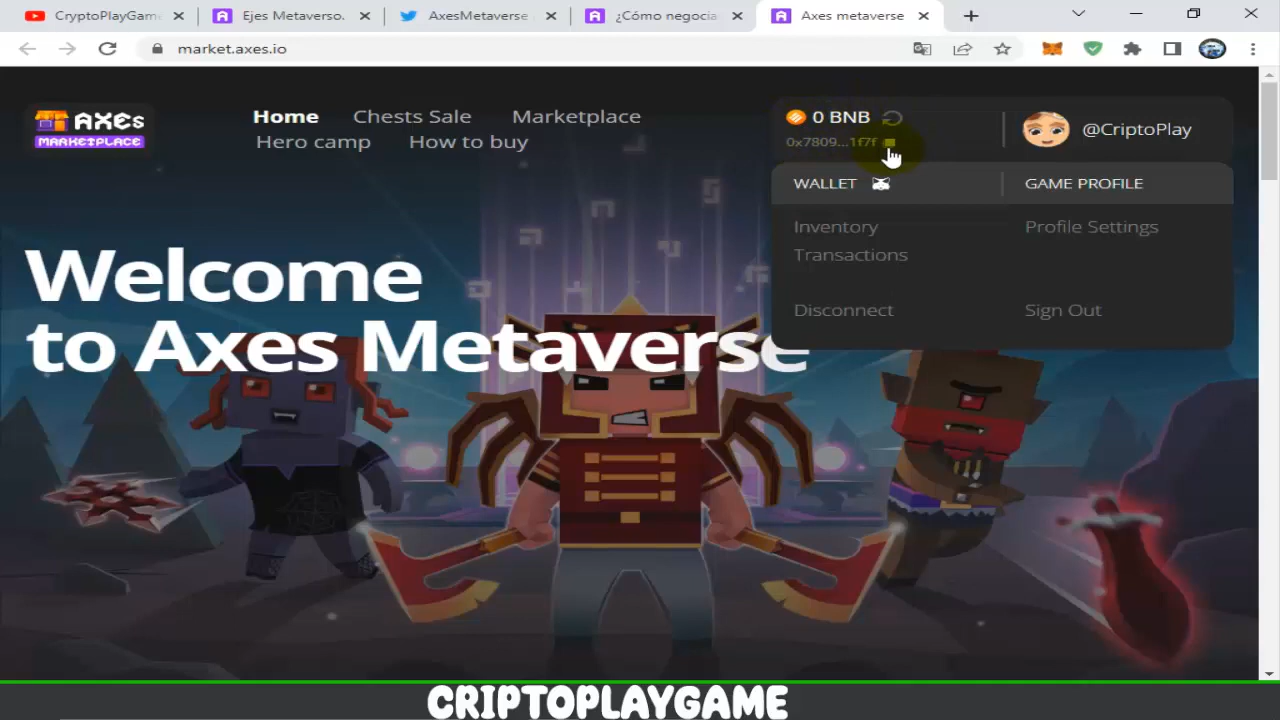 CryptoPlayGam
Ejes Metaverso.
AxesMetaverse
¿Cómo negocia
Axes metaverse
market.axes.io
AXEs
MARKETPLACE
Home
Chests Sale
Marketplace
Hero camp
How to buy
0 BNB
0x7809...1f7f
@CriptoPlay
WALLET
GAME PROFILE
Inventory
Profile Settings
Transactions
Disconnect
Sign Out
Welcome
to Axes Metaverse
CRIPTOPLAYGAME